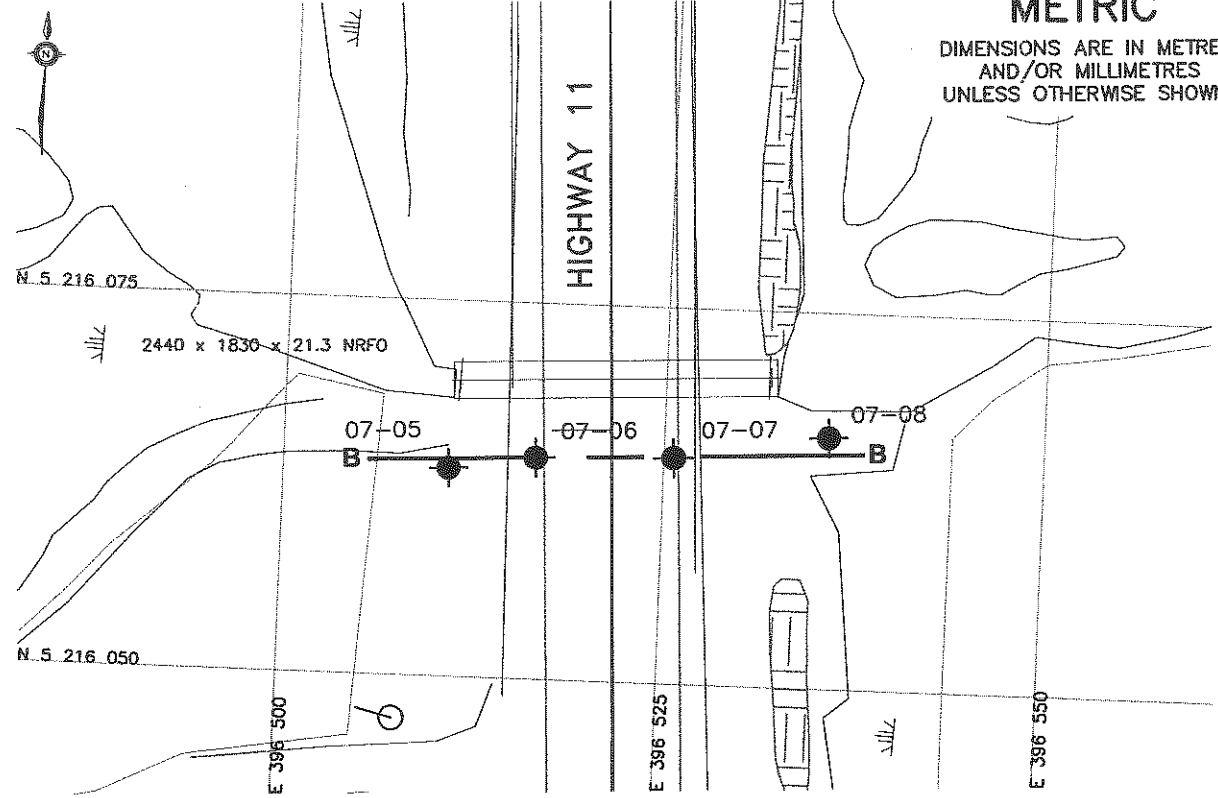 METRIC
DIMENSIONS ARE IN METRE
AND/OR MILLIMETRES
UNLESS OTHERWISE SHOWN
N
HIGHWAY 11
N 5 216 075
2440 x 1830 x 21.3 NRFO
07-05
07-06
07-07
07-08
B
B
N 5 216 050
E 396 500
E 396 525
E 396 550